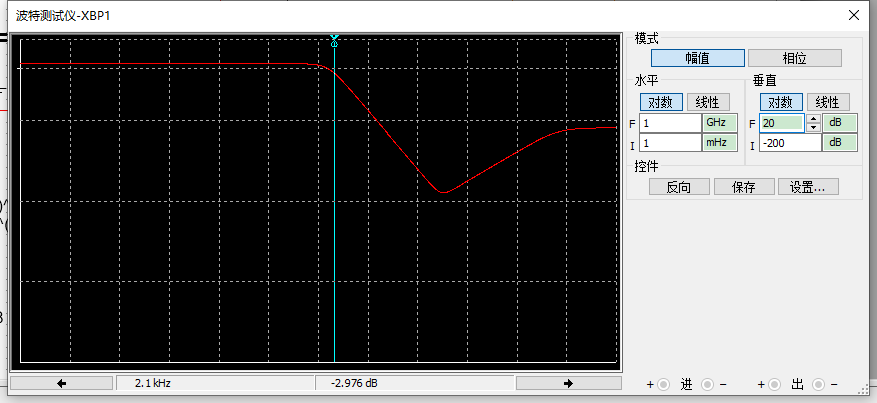 波特测试仪-XBP1
模式
幅值 相位
水平 垂直
对数 线性 对数 线性
F 1 GHz F 20 dB
I 1 mHz I -200 dB
控件
反向 保存 设置...
2.1 kHz -2.976 dB
+ 进 - + 出 -